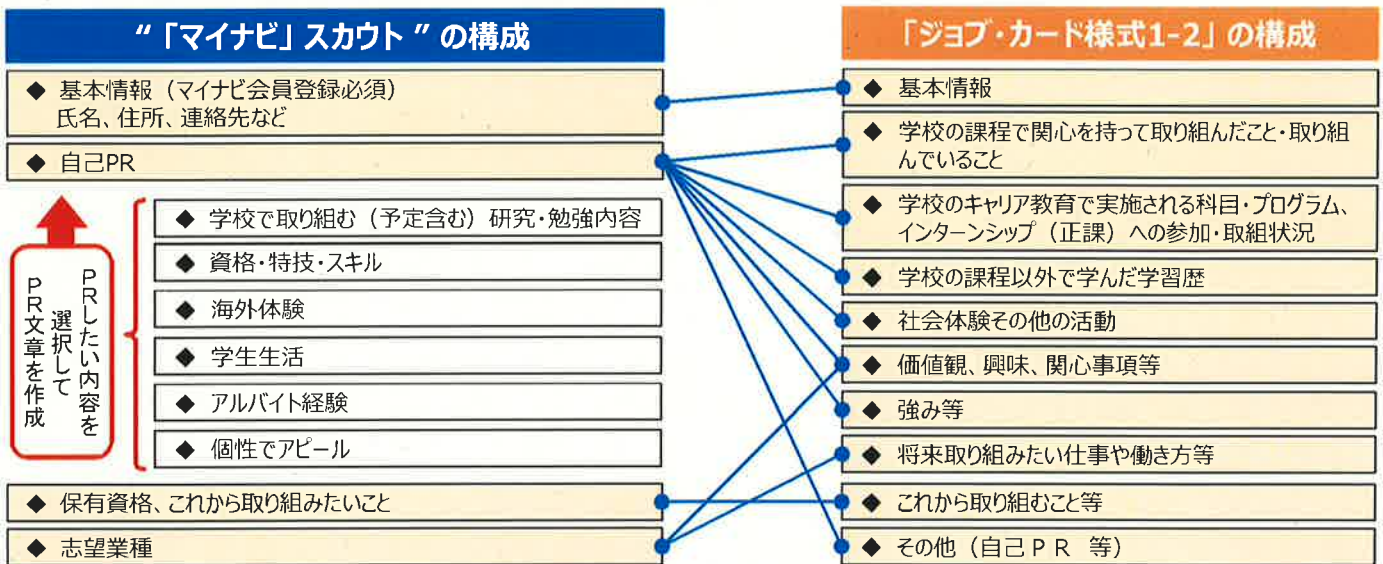 “「マイナビ」スカウト ” の構成
◆ 基本情報（マイナビ会員登録必須）
氏名、住所、連絡先など
◆ 自己PR
PRしたい内容を
選択して
PR文章を作成
◆ 学校で取り組む（予定含む）研究・勉強内容
◆ 資格・特技・スキル
◆ 海外体験
◆ 学生生活
◆ アルバイト経験
◆ 個性でアピール
◆ 保有資格、これから取り組みたいこと
◆ 志望業種
「ジョブ・カード様式1-2」の構成
◆ 基本情報
◆ 学校の課程で関心を持って取り組んだこと・取り組
んでいること
◆ 学校のキャリア教育で実施される科目・プログラム、
インターンシップ（正課）への参加・取組状況
◆ 学校の課程以外で学んだ学習歴
◆ 社会体験その他の活動
◆ 価値観、興味、関心事項等
◆ 強み等
◆ 将来取り組みたい仕事や働き方等
◆ これから取り組むこと等
◆ その他（自己ＰＲ 等）